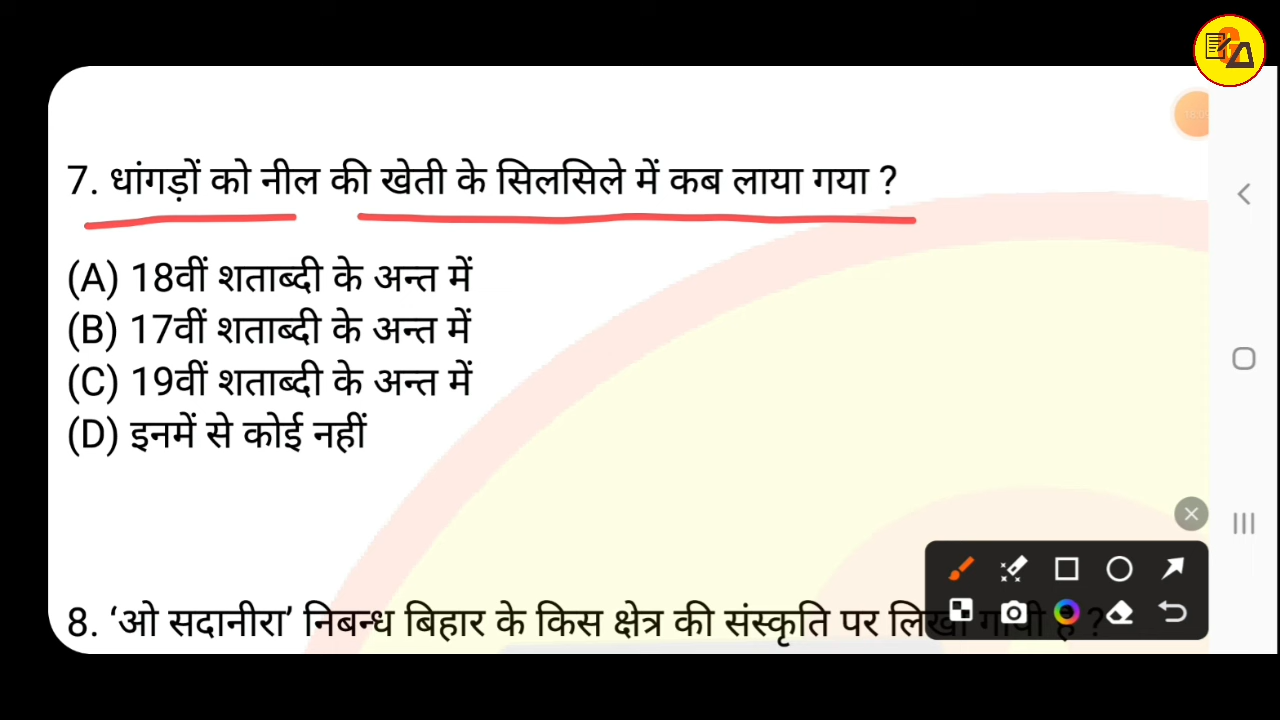 7. धांगड़ों को नील की खेती के सिलसिले में कब लाया गया ?
(A) 18वीं शताब्दी के अन्त में
(B) 17वीं शताब्दी के अन्त में
(C) 19वीं शताब्दी के अन्त में
(D) इनमें से कोई नहीं
8. ‘ओ सदानीरा’ निबन्ध बिहार के किस क्षेत्र की संस्कृति पर लिखा गायी है ?